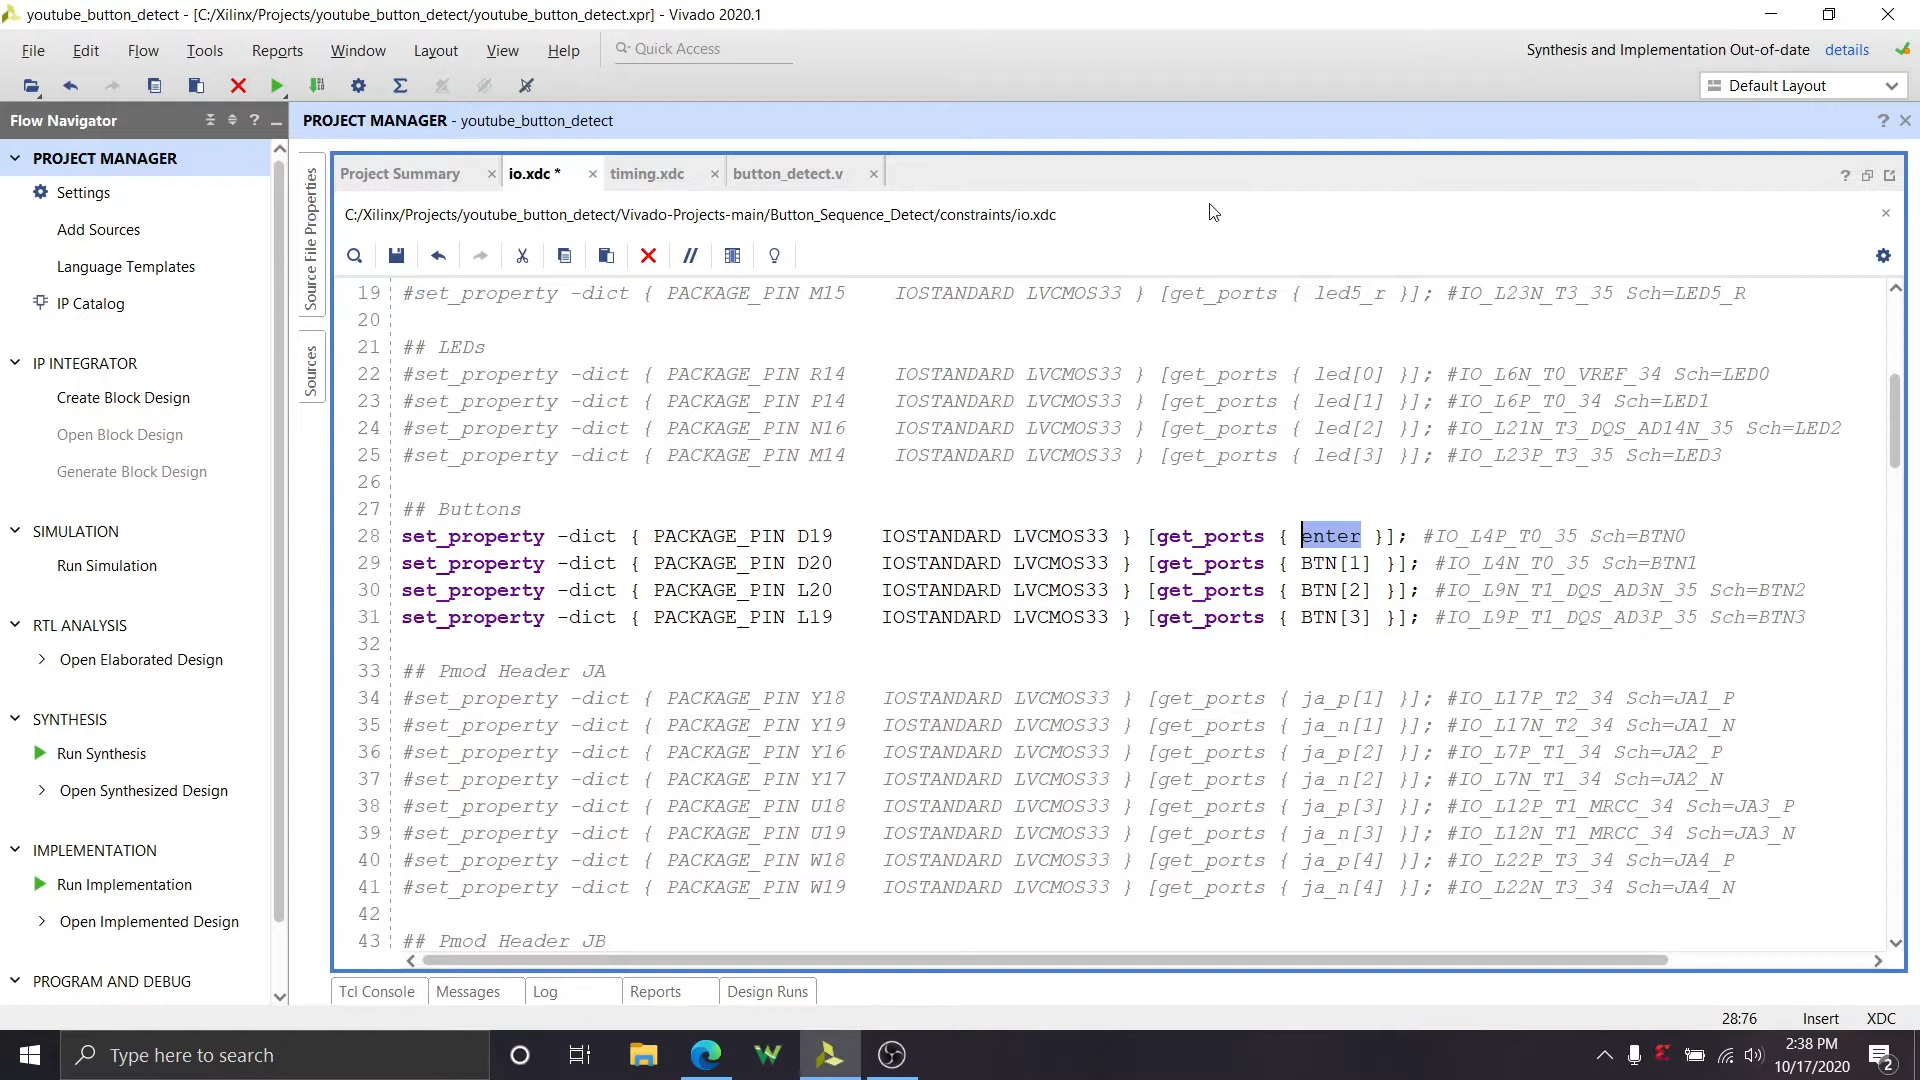 youtube_button_detect - [C:/Xilinx/Projects/youtube_button_detect/youtube_button_detect.xpr] - Vivado 2020.1
File Edit Flow Tools Reports Window Layout View Help Quick Access
Synthesis and Implementation Out-of-date details
Default Layout
Flow Navigator
PROJECT MANAGER - youtube_button_detect
PROJECT MANAGER
Settings
Add Sources
Language Templates
IP Catalog
IP INTEGRATOR
Create Block Design
Open Block Design
Generate Block Design
SIMULATION
Run Simulation
RTL ANALYSIS
Open Elaborated Design
SYNTHESIS
Run Synthesis
Open Synthesized Design
IMPLEMENTATION
Run Implementation
Open Implemented Design
PROGRAM AND DEBUG
Source File Properties
Sources
Project Summary io.xdc * timing.xdc button_detect.v
C:/Xilinx/Projects/youtube_button_detect/Vivado-Projects-main/Button_Sequence_Detect/constraints/io.xdc
19 #set_property -dict { PACKAGE_PIN M15 IOSTANDARD LVCMOS33 } [get_ports { led5_r }]; #IO_L23N_T3_35 Sch=LED5_R
20
21 ## LEDs
22 #set_property -dict { PACKAGE_PIN R14 IOSTANDARD LVCMOS33 } [get_ports { led[0] }]; #IO_L6N_T0_VREF_34 Sch=LED0
23 #set_property -dict { PACKAGE_PIN P14 IOSTANDARD LVCMOS33 } [get_ports { led[1] }]; #IO_L6P_T0_34 Sch=LED1
24 #set_property -dict { PACKAGE_PIN N16 IOSTANDARD LVCMOS33 } [get_ports { led[2] }]; #IO_L21N_T3_DQS_AD14N_35 Sch=LED2
25 #set_property -dict { PACKAGE_PIN M14 IOSTANDARD LVCMOS33 } [get_ports { led[3] }]; #IO_L23P_T3_35 Sch=LED3
26
27 ## Buttons
28 set_property -dict { PACKAGE_PIN D19 IOSTANDARD LVCMOS33 } [get_ports { enter }]; #IO_L4P_T0_35 Sch=BTN0
29 set_property -dict { PACKAGE_PIN D20 IOSTANDARD LVCMOS33 } [get_ports { BTN[1] }]; #IO_L4N_T0_35 Sch=BTN1
30 set_property -dict { PACKAGE_PIN L20 IOSTANDARD LVCMOS33 } [get_ports { BTN[2] }]; #IO_L9N_T1_DQS_AD3N_35 Sch=BTN2
31 set_property -dict { PACKAGE_PIN L19 IOSTANDARD LVCMOS33 } [get_ports { BTN[3] }]; #IO_L9P_T1_DQS_AD3P_35 Sch=BTN3
32
33 ## Pmod Header JA
34 #set_property -dict { PACKAGE_PIN Y18 IOSTANDARD LVCMOS33 } [get_ports { ja_p[1] }]; #IO_L17P_T2_34 Sch=JA1_P
35 #set_property -dict { PACKAGE_PIN Y19 IOSTANDARD LVCMOS33 } [get_ports { ja_n[1] }]; #IO_L17N_T2_34 Sch=JA1_N
36 #set_property -dict { PACKAGE_PIN Y16 IOSTANDARD LVCMOS33 } [get_ports { ja_p[2] }]; #IO_L7P_T1_34 Sch=JA2_P
37 #set_property -dict { PACKAGE_PIN Y17 IOSTANDARD LVCMOS33 } [get_ports { ja_n[2] }]; #IO_L7N_T1_34 Sch=JA2_N
38 #set_property -dict { PACKAGE_PIN U18 IOSTANDARD LVCMOS33 } [get_ports { ja_p[3] }]; #IO_L12P_T1_MRCC_34 Sch=JA3_P
39 #set_property -dict { PACKAGE_PIN U19 IOSTANDARD LVCMOS33 } [get_ports { ja_n[3] }]; #IO_L12N_T1_MRCC_34 Sch=JA3_N
40 #set_property -dict { PACKAGE_PIN W18 IOSTANDARD LVCMOS33 } [get_ports { ja_p[4] }]; #IO_L22P_T3_34 Sch=JA4_P
41 #set_property -dict { PACKAGE_PIN W19 IOSTANDARD LVCMOS33 } [get_ports { ja_n[4] }]; #IO_L22N_T3_34 Sch=JA4_N
42
43 ## Pmod Header JB
Tcl Console Messages Log Reports Design Runs
28:76 Insert XDC
Type here to search
2:38 PM
10/17/2020
2